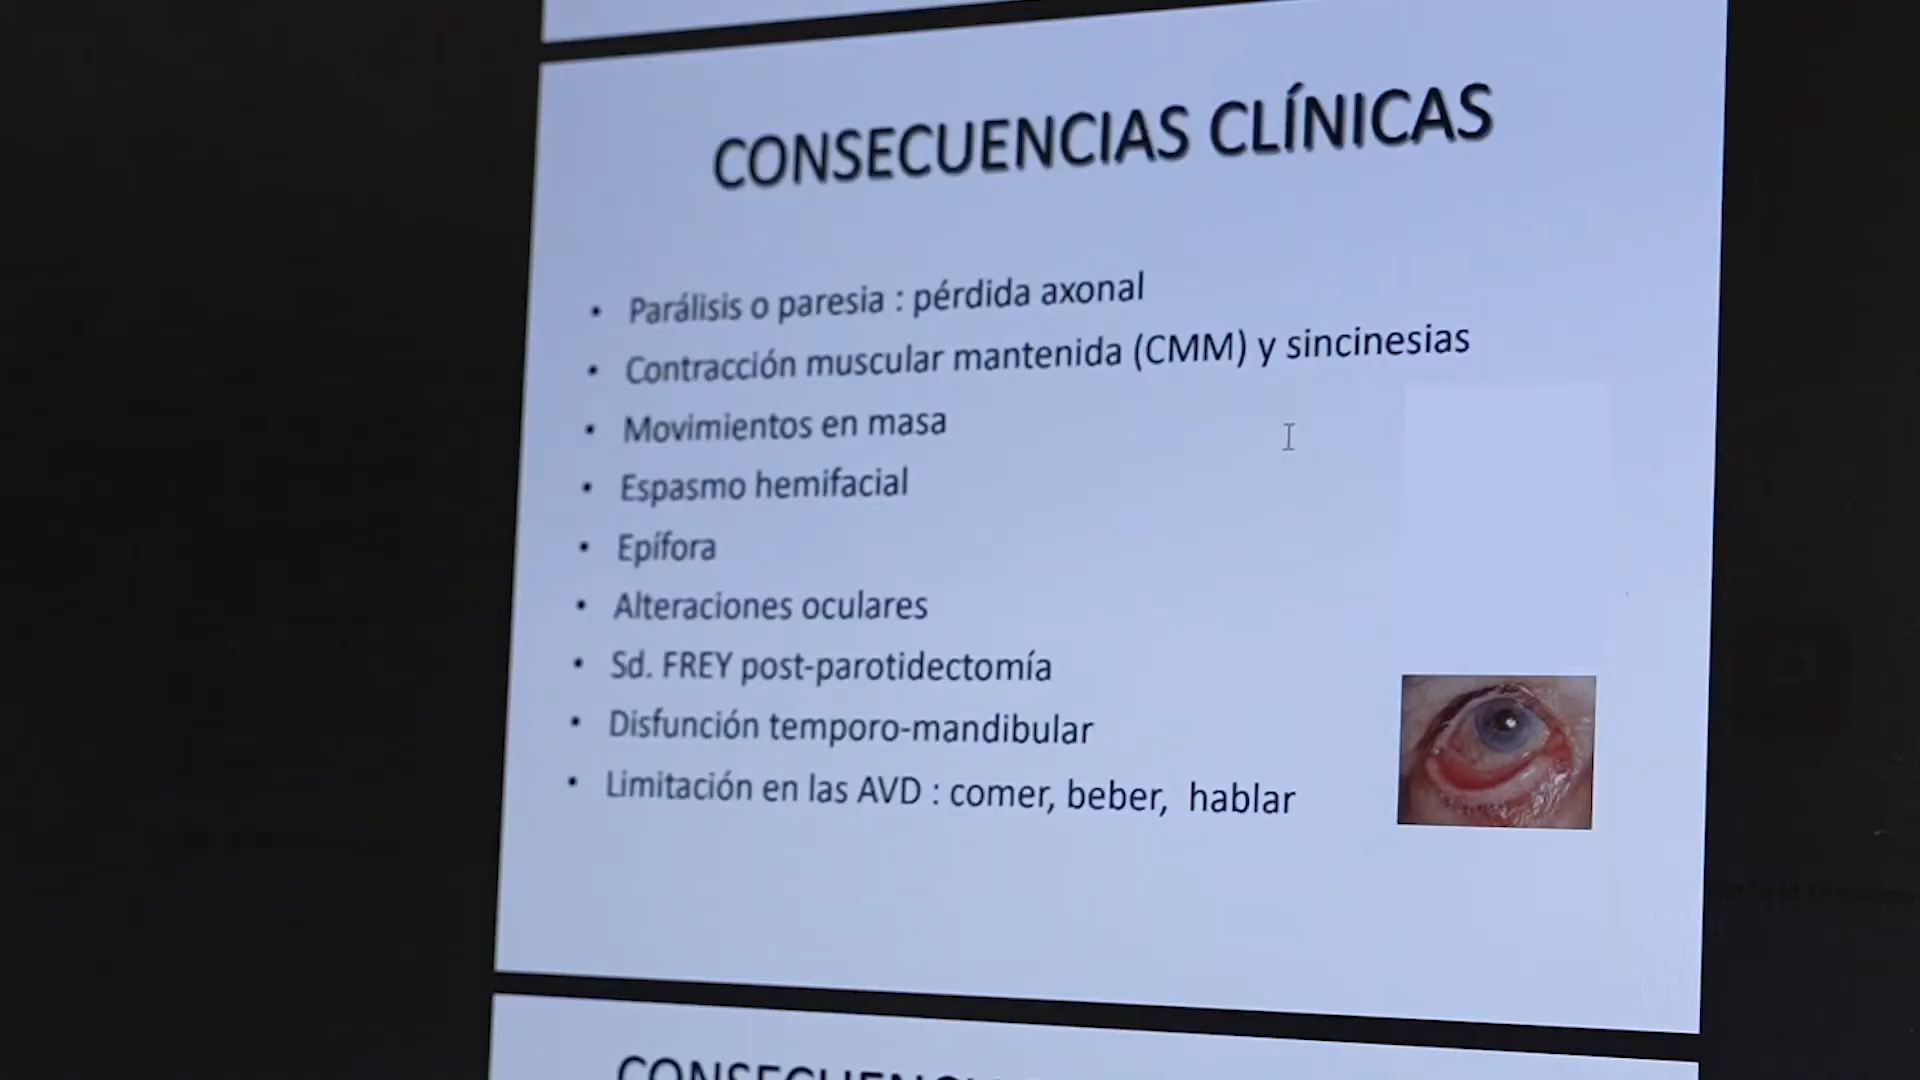 CONSECUENCIAS CLÍNICAS
• Parálisis o paresia : pérdida axonal
• Contracción muscular mantenida (CMM) y sincinesias
• Movimientos en masa
• Espasmo hemifacial
• Epífora
• Alteraciones oculares
• Sd. FREY post-parotidectomía
• Disfunción temporo-mandibular
• Limitación en las AVD : comer, beber, hablar